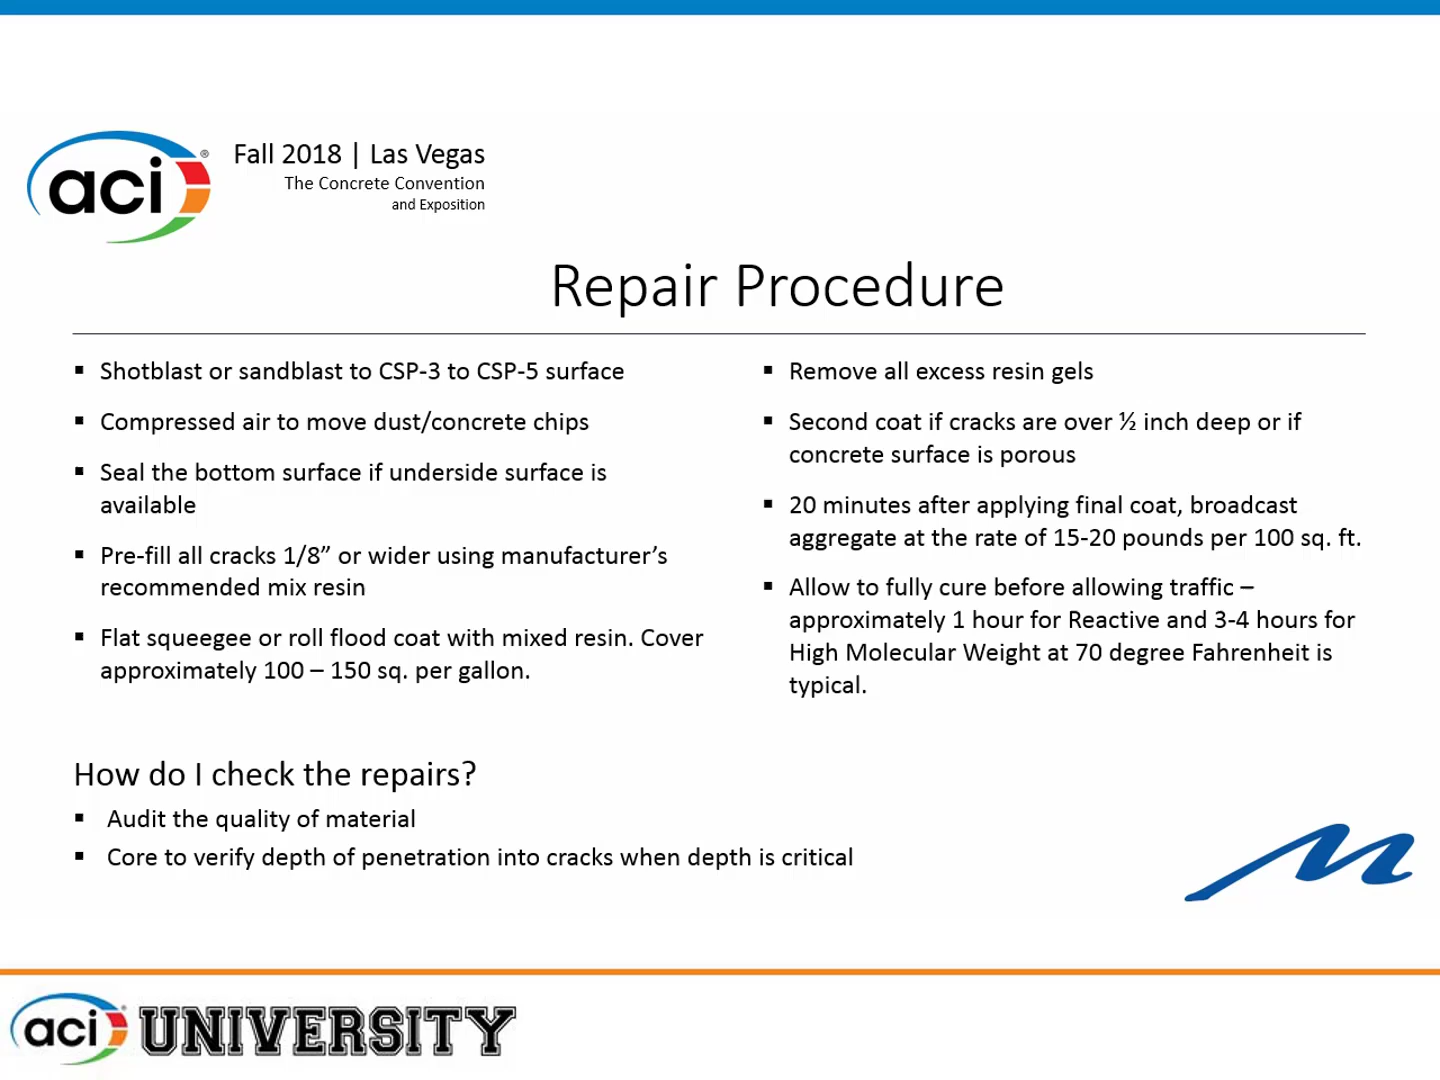 aci®
Fall 2018 | Las Vegas
The Concrete Convention
and Exposition
Repair Procedure
▪ Shotblast or sandblast to CSP-3 to CSP-5 surface
▪ Compressed air to move dust/concrete chips
▪ Seal the bottom surface if underside surface is
available
▪ Pre-fill all cracks 1/8” or wider using manufacturer’s
recommended mix resin
▪ Flat squeegee or roll flood coat with mixed resin. Cover
approximately 100 – 150 sq. per gallon.
▪ Remove all excess resin gels
▪ Second coat if cracks are over ½ inch deep or if
concrete surface is porous
▪ 20 minutes after applying final coat, broadcast
aggregate at the rate of 15-20 pounds per 100 sq. ft.
▪ Allow to fully cure before allowing traffic –
approximately 1 hour for Reactive and 3-4 hours for
High Molecular Weight at 70 degree Fahrenheit is
typical.
How do I check the repairs?
▪ Audit the quality of material
▪ Core to verify depth of penetration into cracks when depth is critical
aci UNIVERSITY